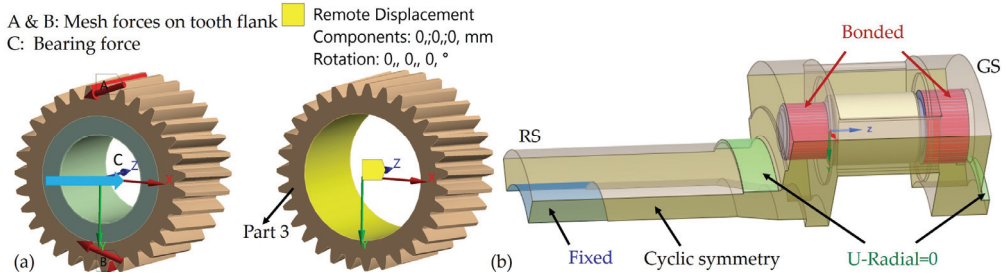 A & B: Mesh forces on tooth flank
C: Bearing force
Remote Displacement
Components: 0,;0,;0, mm
Rotation: 0,, 0,, 0, °
A
C
Z
X
Y
B
(a)
Z
X
Y
Part 3
Bonded
GS
RS
z
Y
(b)
Fixed
Cyclic symmetry
U-Radial=0